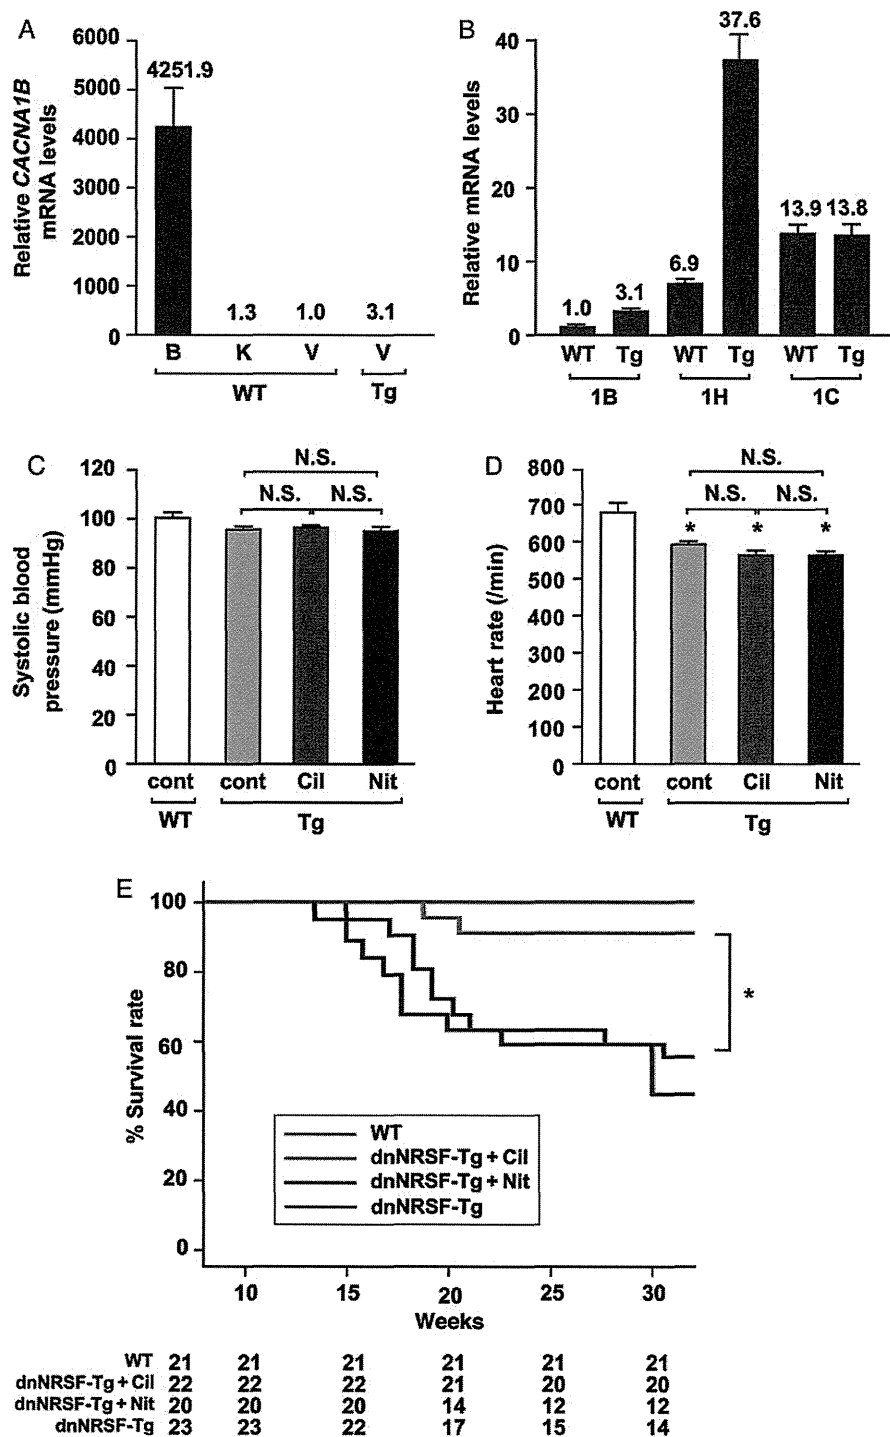 A
Relative CACNA1B
mRNA levels
6000
5000
4000
3000
2000
1000
0
4251.9
1.3
1.0
3.1
B K V V
WT Tg
B
Relative mRNA levels
40
30
20
10
0
1.0
3.1
6.9
37.6
13.9
13.8
WT Tg WT Tg WT Tg
1B 1H 1C
C
Systolic blood
pressure (mmHg)
120
100
80
60
40
20
0
N.S.
N.S. N.S.
cont cont Cil Nit
WT Tg
D
Heart rate (/min)
800
700
600
500
400
300
200
100
0
N.S.
N.S. N.S.
* * *
cont cont Cil Nit
WT Tg
E
% Survival rate
100
80
60
40
20
0
*
WT
dnNRSF-Tg + Cil
dnNRSF-Tg + Nit
dnNRSF-Tg
10 15 20 25 30
Weeks
WT 21 21 21 21 21 21
dnNRSF-Tg + Cil 22 22 22 21 20 20
dnNRSF-Tg + Nit 20 20 20 14 12 12
dnNRSF-Tg 23 23 22 17 15 14